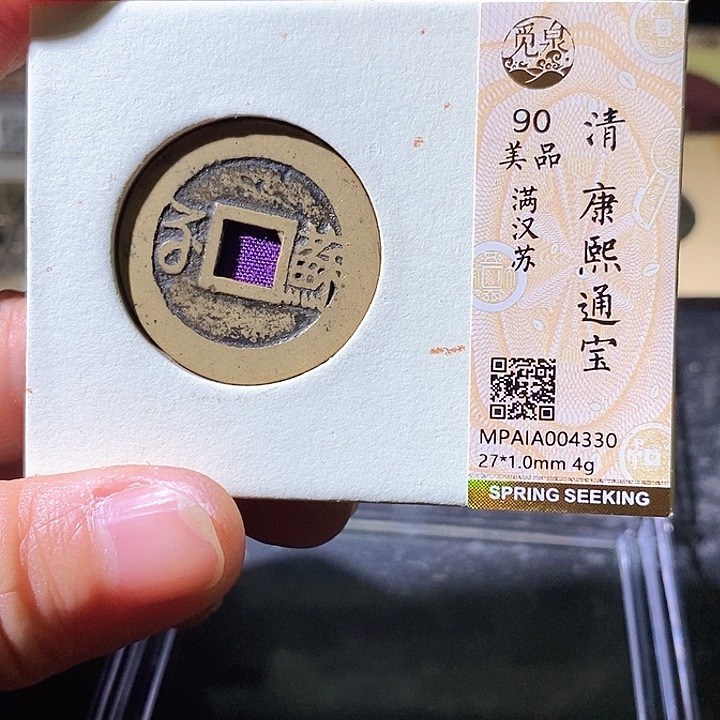 觅泉
90
美品
满汉苏
清 康熙通宝
MPAIA004330
27*1.0mm 4g
SPRING SEEKING
蘇